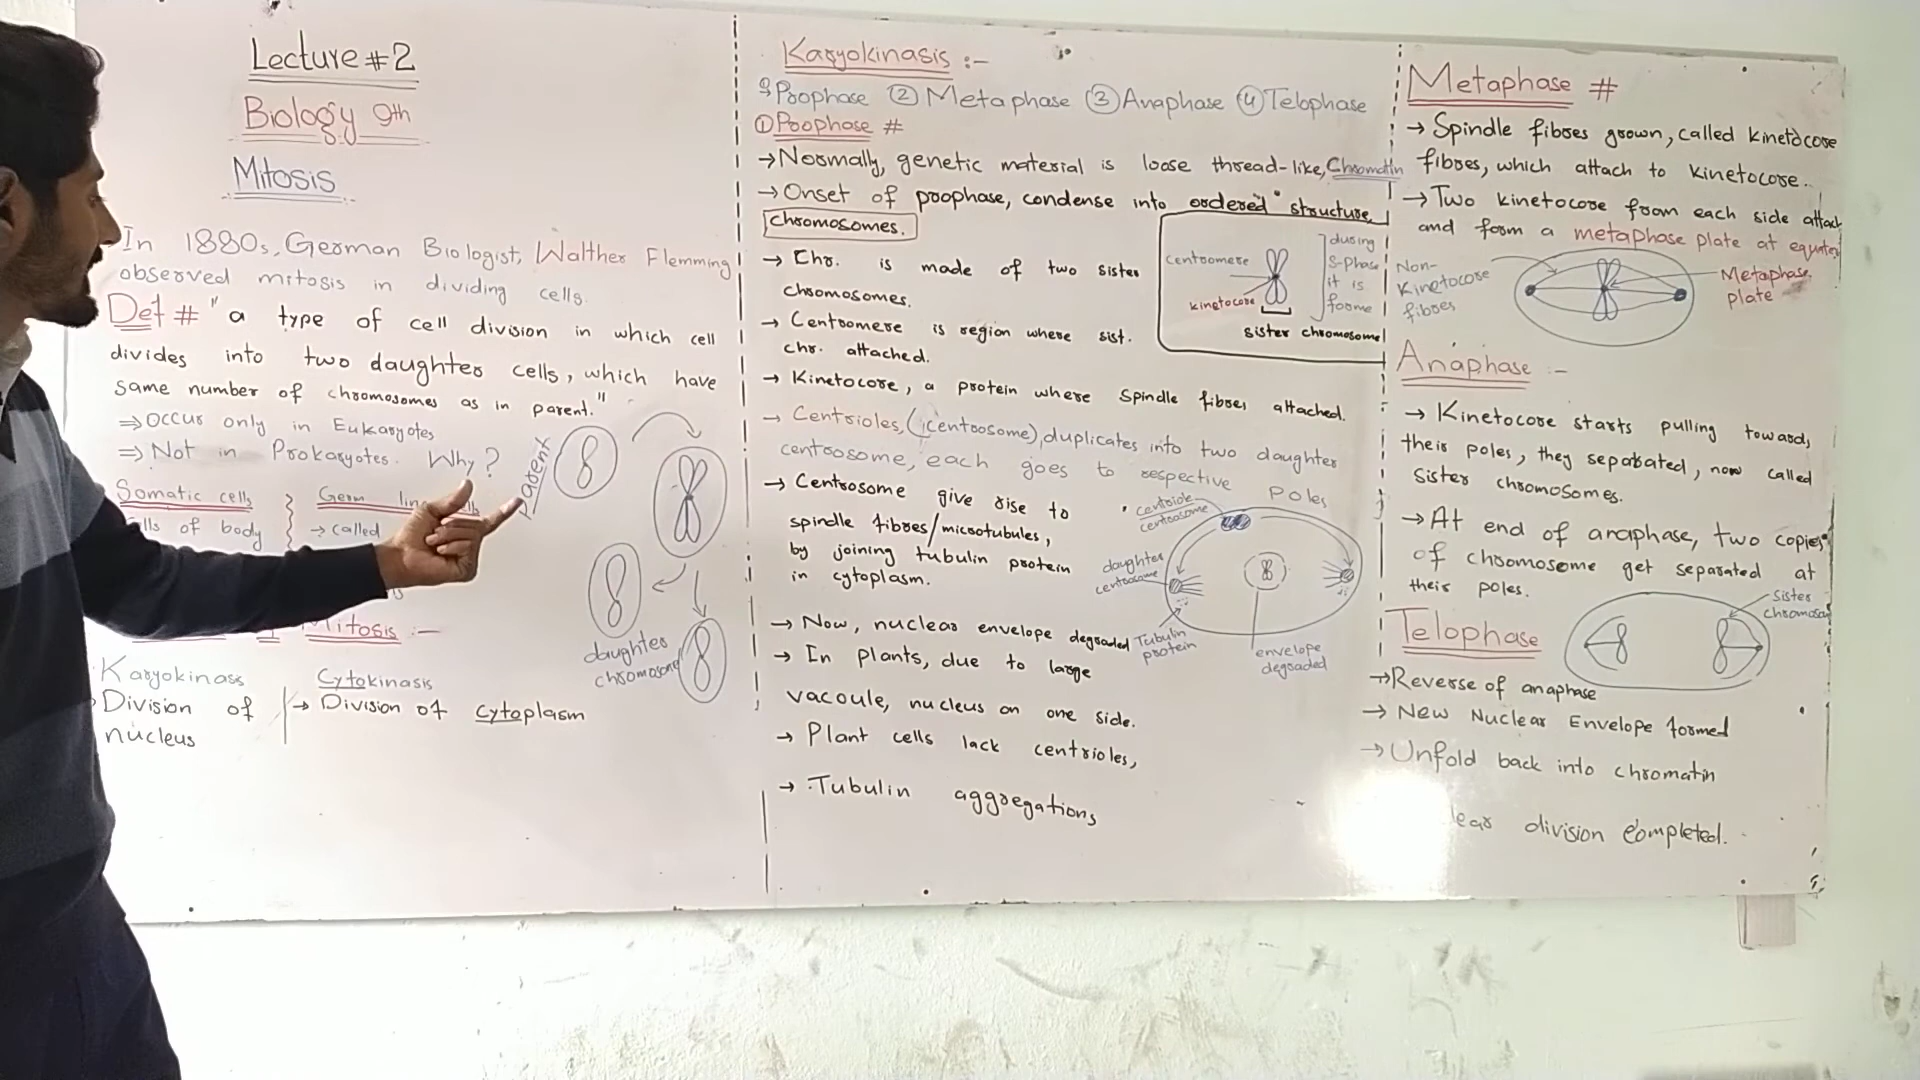 Lecture #2
Biology 9th
Mitosis
In 1880s, German Biologist, Walther Flemming
observed mitosis in dividing cells.
Def # "a type of cell division in which cell
divides into two daughter cells, which have
same number of chromosomes as in parent."
⇒ Occur only in Eukaryotes
⇒ Not in Prokaryotes. Why?
Somatic cells
of body
Germ
→ called
parent
daughter
chromosome
Mitosis :-
Karyokinass
Division of
nucleus
Cytokinasis
→ Division of cytoplasm
Karyokinasis :-
Prophase ② Metaphase ③ Anaphase ④ Telophase
① Prophase #
→ Normally, genetic material is loose thread-like, Chromatin
→ Onset of prophase, condense into ordered structure
chromosomes.
→ Chr. is made of two sister
chromosomes.
→ Centromere is region where sist.
chr. attached.
→ Kinetocore, a protein where Spindle fibres attached.
→ Centrioles, (centrosome), duplicates into two daughter
centrosome, each goes to respective poles
→ Centrosome give rise to
spindle fibres/microtubules,
by joining tubulin protein
in cytoplasm.
→ Now, nuclear envelope degraded
→ In plants, due to large
vacoule, nucleus on one side.
→ Plant cells lack centrioles,
→ Tubulin aggregations
centromere
kinetocore
during
S-phase
it is
forme
sister chromosome
centriole
centrosome
daughter
centrosome
Tubulin
protein
envelope
degraded
Metaphase #
→ Spindle fibres grown, called kinetocore
fibres, which attach to kinetocore.
→ Two kinetocore from each side attach
and form a metaphase plate at equater
Non-
Kinetocore
fibres
Metaphase
plate
Anaphase :-
→ Kinetocore starts pulling toward,
their poles, they separated, now called
sister chromosomes.
→ At end of anaphase, two copies
of chromosome get separated at
their poles.
sister
chromosom
Telophase
→ Reverse of anaphase
→ New Nuclear Envelope formed
→ Unfold back into chromatin
lear division completed.